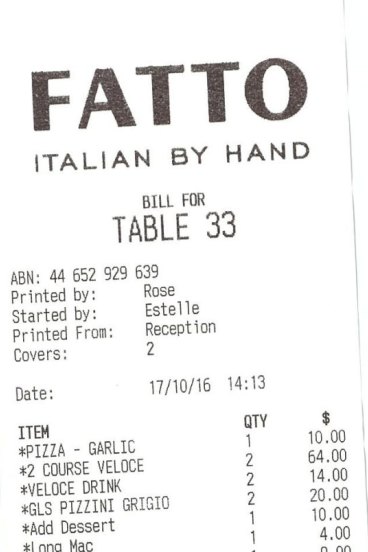 FATTO
ITALIAN BY HAND
BILL FOR
TABLE 33
ABN: 44 652 929 639
Printed by: Rose
Started by: Estelle
Printed From: Reception
Covers: 2
Date: 17/10/16 14:13
ITEM QTY $
*PIZZA - GARLIC 1 10.00
*2 COURSE VELOCE 2 64.00
*VELOCE DRINK 2 14.00
*GLS PIZZINI GRIGIO 2 20.00
*Add Dessert 1 10.00
*Long Mac 1 4.00